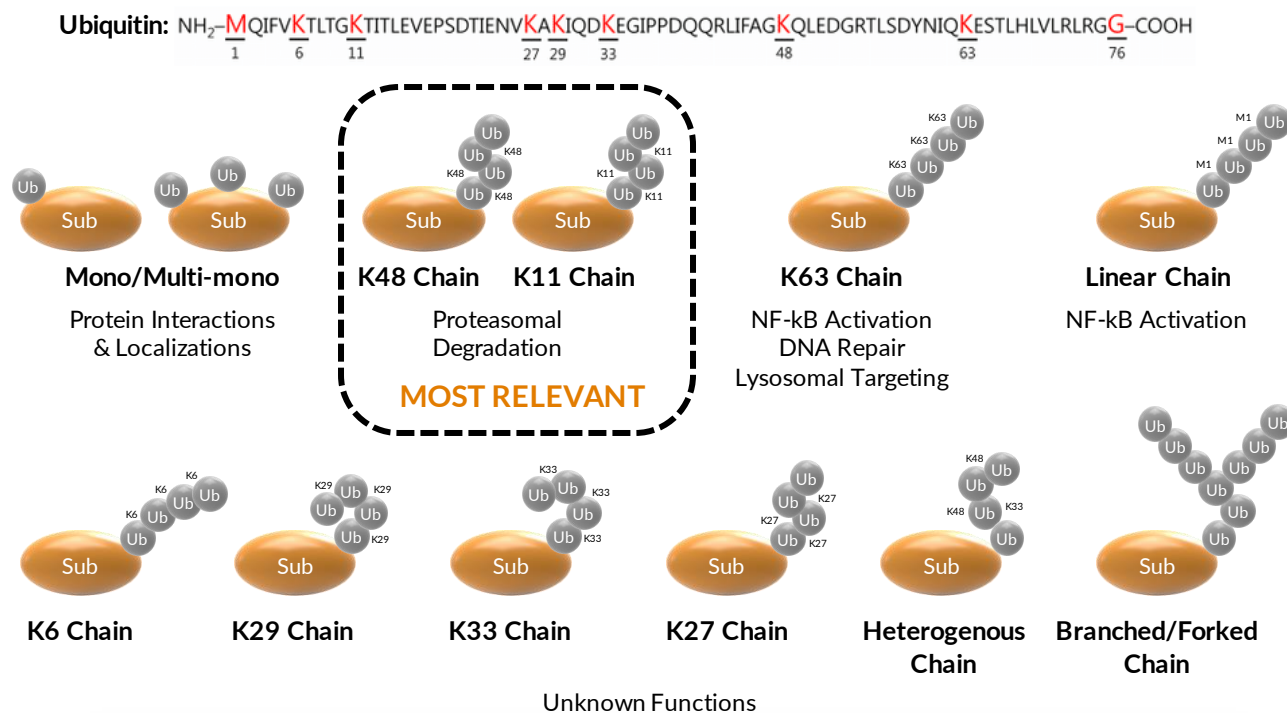 Ubiquitin: NH₂–MQIFVKTLTGKTITLEVEPSDTIENVKAKIQDKEGIPPDQQRLIFAGKQLEDGRTLSDYNIQKESTLHLVLRLRGG–COOH
1 6 11 27 29 33 48 63 76
Ub
Sub
Ub Ub Ub
Sub
Mono/Multi-mono
Protein Interactions
& Localizations
Ub
Ub K48
K48 Ub
Ub K48
Sub
K48 Chain
Ub
Ub K11
K11 Ub
Ub K11
Sub
K11 Chain
Proteasomal
Degradation
MOST RELEVANT
K63 Ub
K63 Ub
K63 Ub
Ub
Sub
K63 Chain
NF-kB Activation
DNA Repair
Lysosomal Targeting
M1 Ub
M1 Ub
M1 Ub
Ub
Sub
Linear Chain
NF-kB Activation
K6 Ub
K6 Ub
K6 Ub
Ub
Sub
K6 Chain
K29 Ub K29
Ub Ub
Ub K29
Sub
K29 Chain
K33
Ub Ub K33
Ub
Ub K33
Sub
K33 Chain
Ub
Ub K27
K27 Ub
Ub K27
Sub
K27 Chain
K48 Ub
Ub
K48 Ub K33
Ub
Sub
Heterogenous
Chain
Ub Ub
Ub Ub
Ub Ub
Ub
Ub
Ub
Sub
Branched/Forked
Chain
Unknown Functions